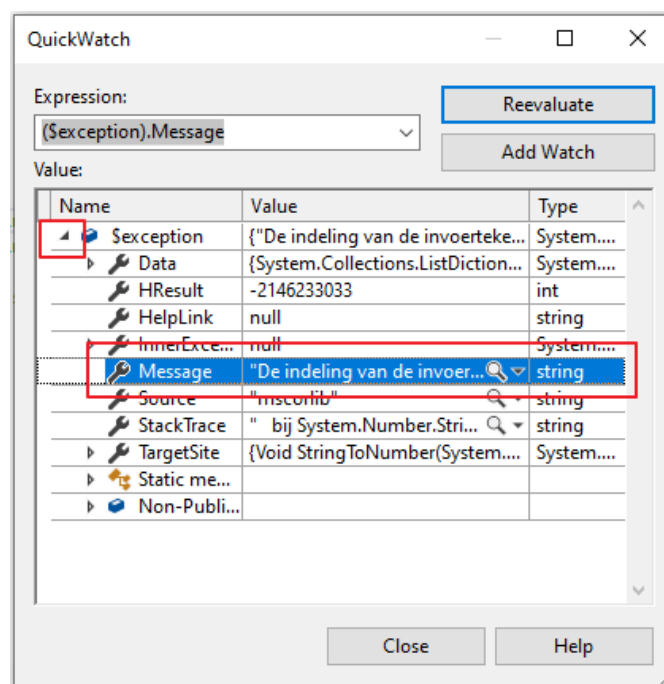 QuickWatch
Expression:
Reevaluate
($exception).Message
Add Watch
Value:
Name Value Type
$exception {"De indeling van de invoerteke... System....
Data {System.Collections.ListDiction... System....
HResult -2146233033 int
HelpLink null string
InnerExce... null System....
Message "De indeling van de invoer... string
Source "mscorlib" string
StackTrace " bij System.Number.Stri... string
TargetSite {Void StringToNumber(System.... System....
Static me...
Non-Publi...
Close Help